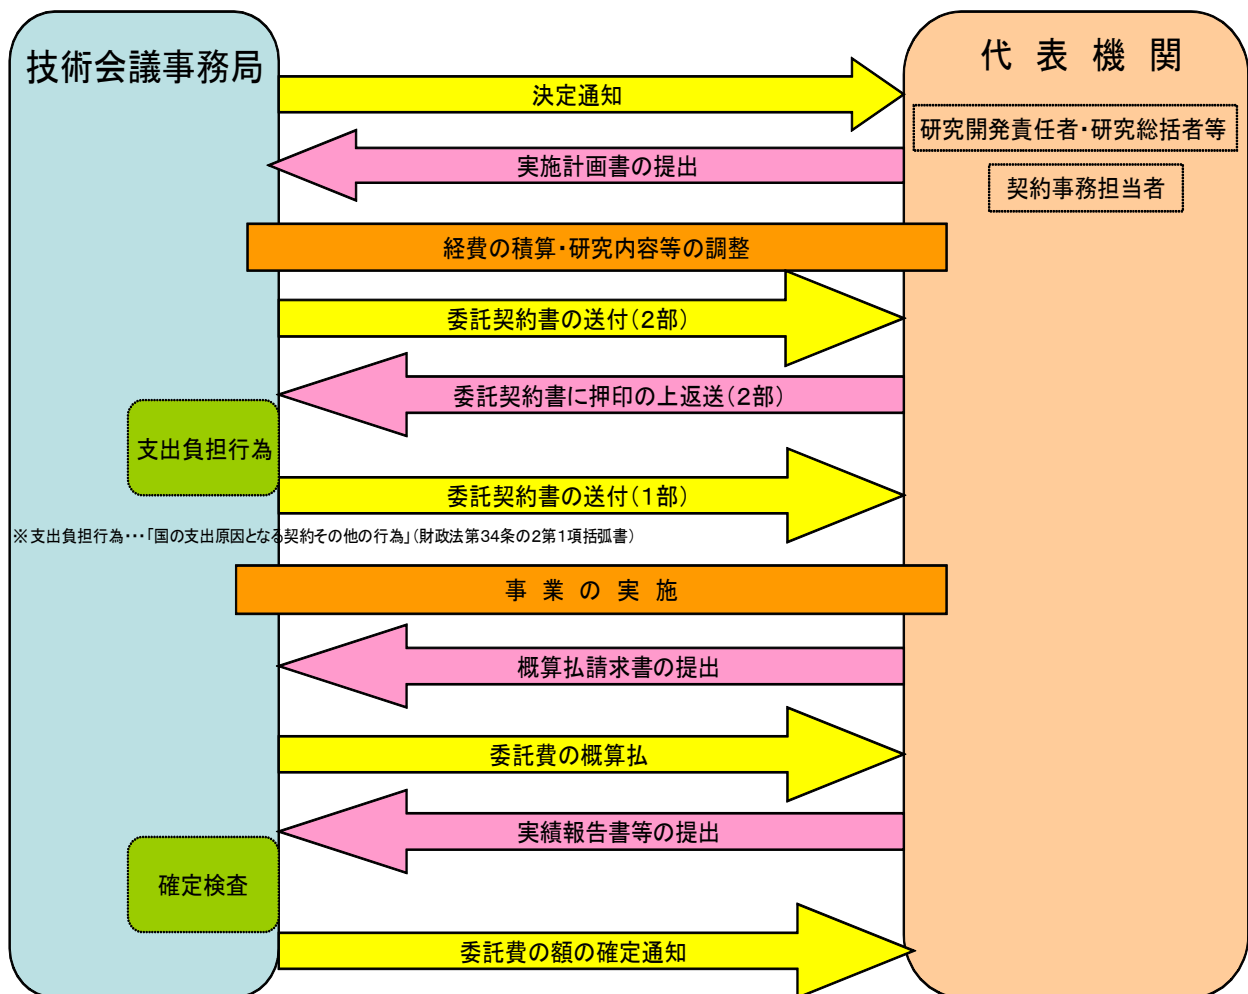 技術会議事務局
代 表 機 関
決定通知
研究開発責任者・研究総括者等
実施計画書の提出
契約事務担当者
経費の積算・研究内容等の調整
委託契約書の送付（2部）
委託契約書に押印の上返送（2部）
支出負担行為
委託契約書の送付（1部）
※支出負担行為・・・「国の支出原因となる契約その他の行為」（財政法第34条の2第1項括弧書）
事 業 の 実 施
概算払請求書の提出
委託費の概算払
実績報告書等の提出
確定検査
委託費の額の確定通知